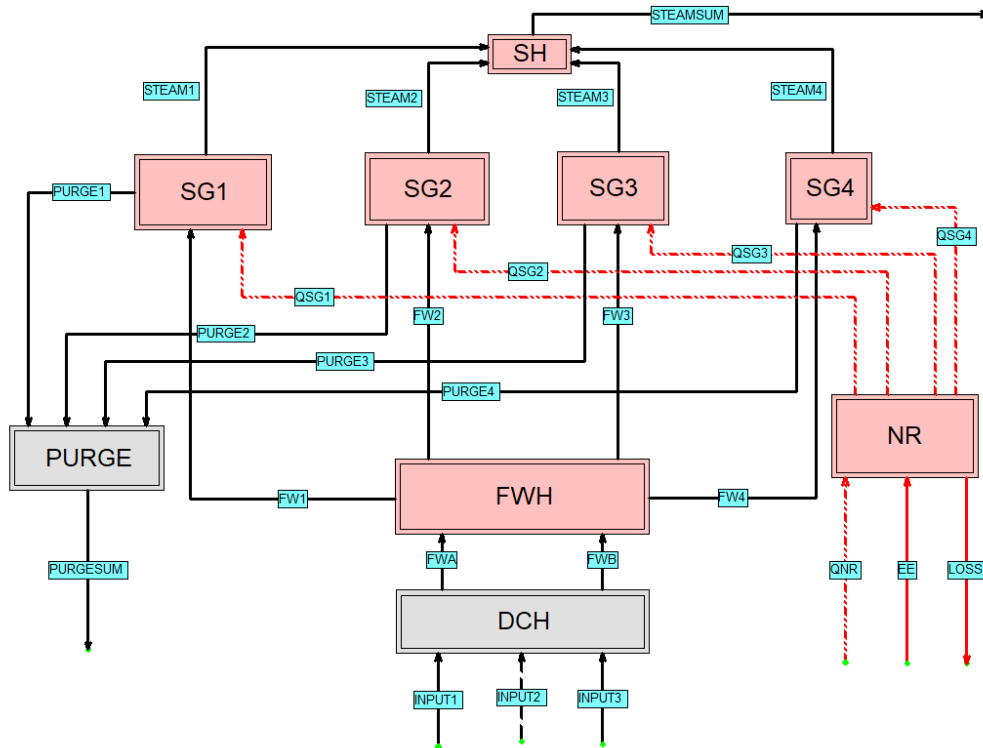 STEAMSUM
SH
STEAM1
STEAM2
STEAM3
STEAM4
SG1
SG2
SG3
SG4
PURGE1
QSG4
QSG3
QSG2
QSG1
FW2
FW3
PURGE2
PURGE3
PURGE4
NR
PURGE
FWH
FW1
FW4
FWA
FWB
PURGESUM
QNR
EE
LOSS
DCH
INPUT1
INPUT2
INPUT3